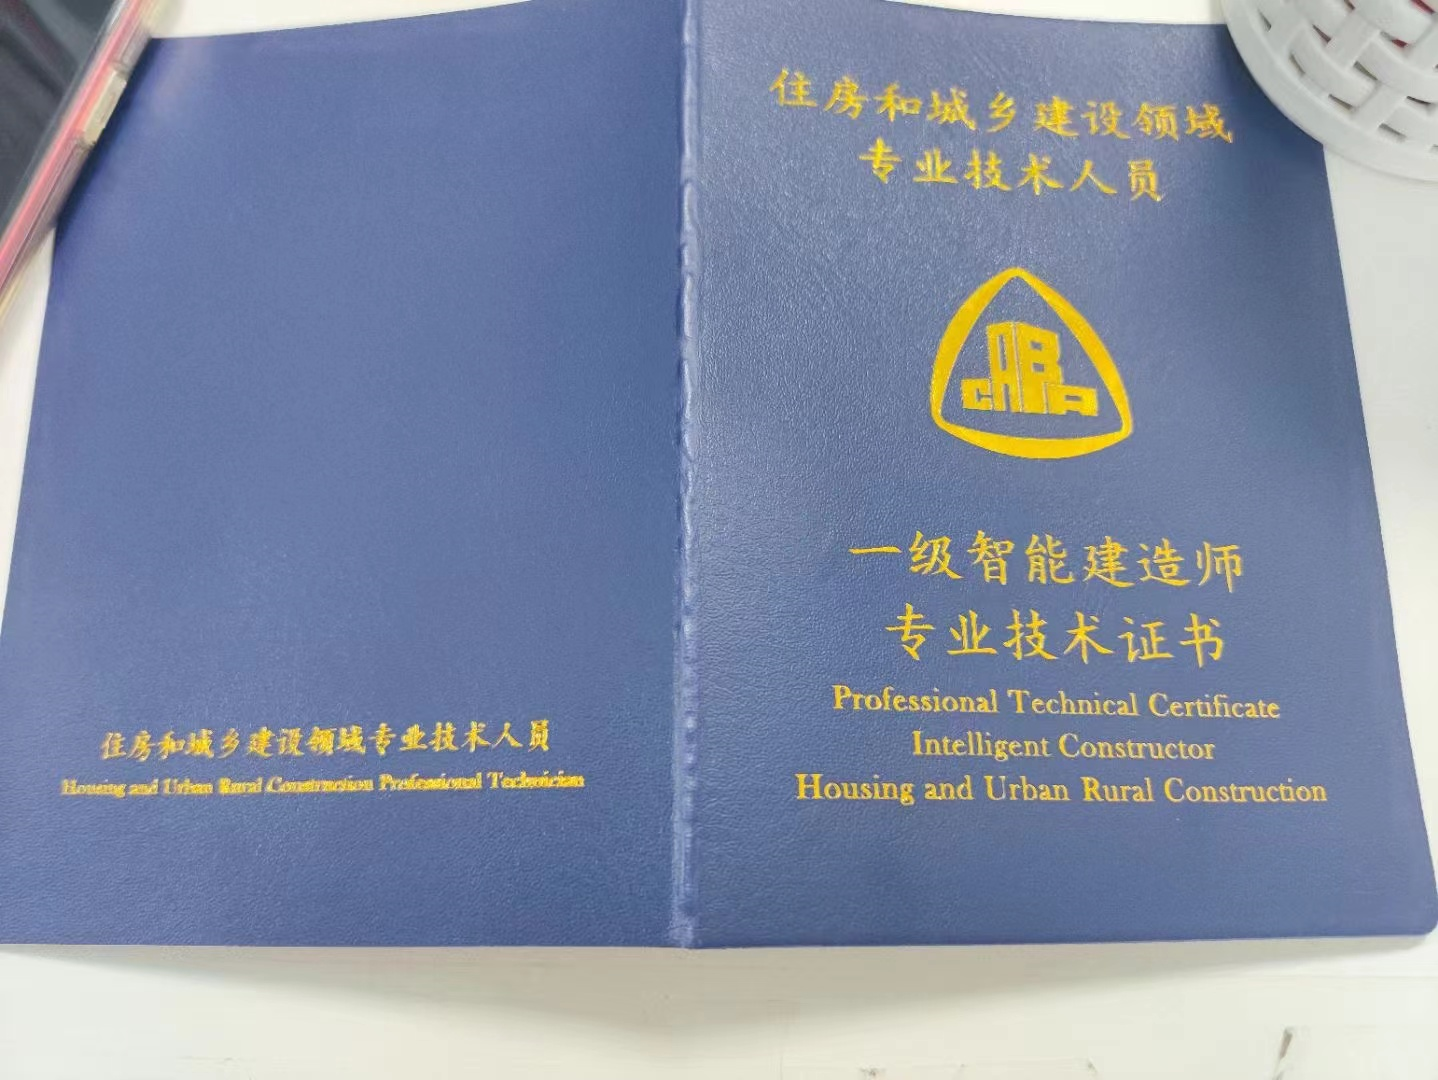 住房和城乡建设领域
专业技术人员
CABPA
一级智能建造师
专业技术证书
Professional Technical Certificate
Intelligent Constructor
Housing and Urban Rural Construction
住房和城乡建设领域专业技术人员
Housing and Urban Rural Construction Professional Technician